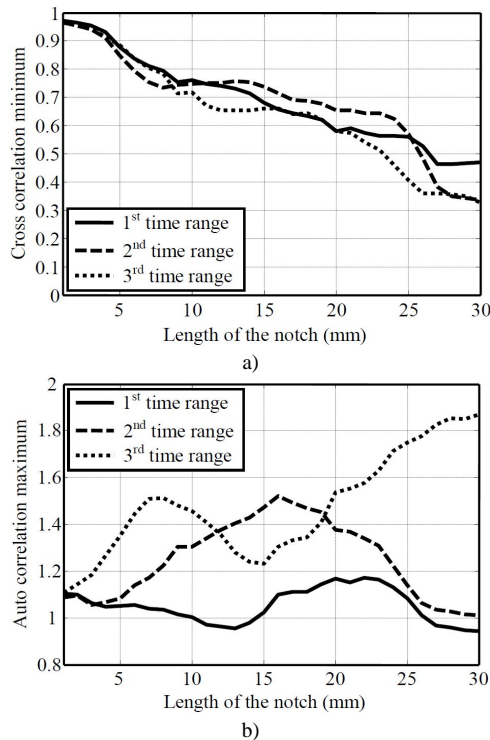 1
0.9
0.8
0.7
0.6
0.5
0.4
0.3
0.2
0.1
0
Cross correlation minimum
1st time range
2nd time range
3rd time range
5 10 15 20 25 30
Length of the notch (mm)
a)
2
1.8
1.6
1.4
1.2
1
0.8
Auto correlation maximum
1st time range
2nd time range
3rd time range
5 10 15 20 25 30
Length of the notch (mm)
b)